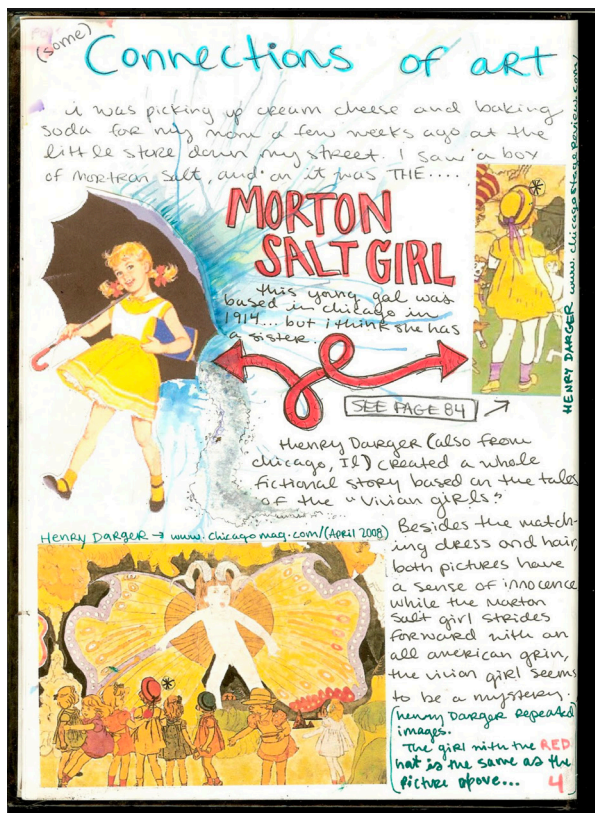 (some)
Connections of art
i was picking up cream cheese and baking
soda for my mom a few weeks ago at the
little store down my street. I saw a box
of mortran salt, and on it was THE....
MORTON
SALT GIRL
this young gal was
based in chicago in
1914... but i think she has
a sister.
SEE PAGE 84
HENRY DARGER www.chicagostagereview.com/
Henry Darger (also from
chicago, Il) created a whole
fictional story based on the tales
of the "vivian girls."
HENRY DARGER → www.chicagomag.com/(April 2008)
Besides the match-
ing dress and hair,
both pictures have
a sense of innocence
while the Morton
Salt girl strides
forward with an
all american grin,
the vivian girl seems
to be a mystery.
(henry Darger repeated
images.
The girl with the RED
hat is the same as the
picture above...
4